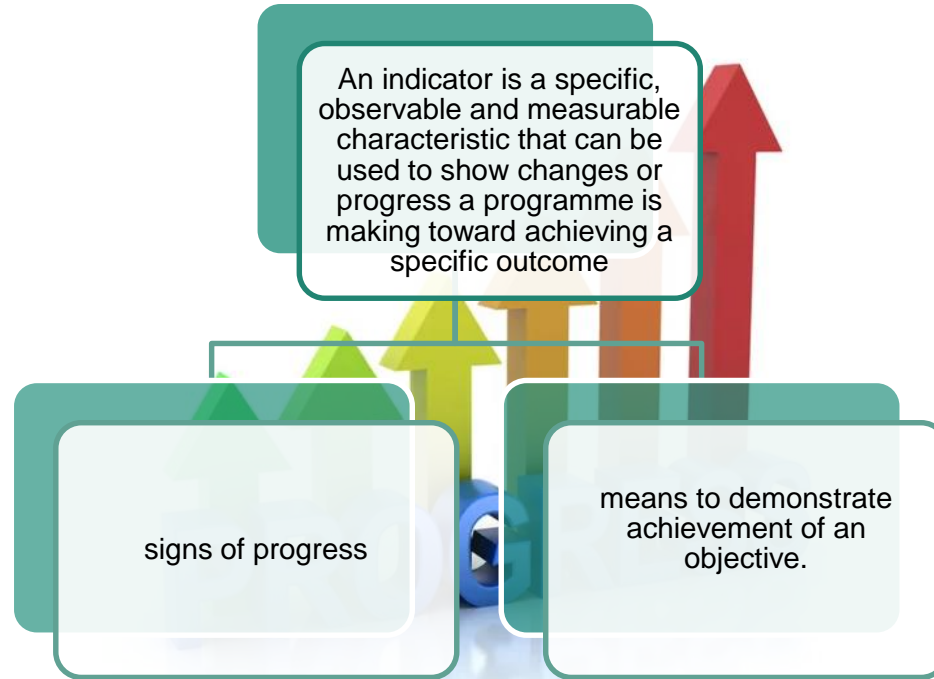 An indicator is a specific,
observable and measurable
characteristic that can be
used to show changes or
progress a programme is
making toward achieving a
specific outcome
signs of progress
means to demonstrate
achievement of an
objective.
PROGRESS